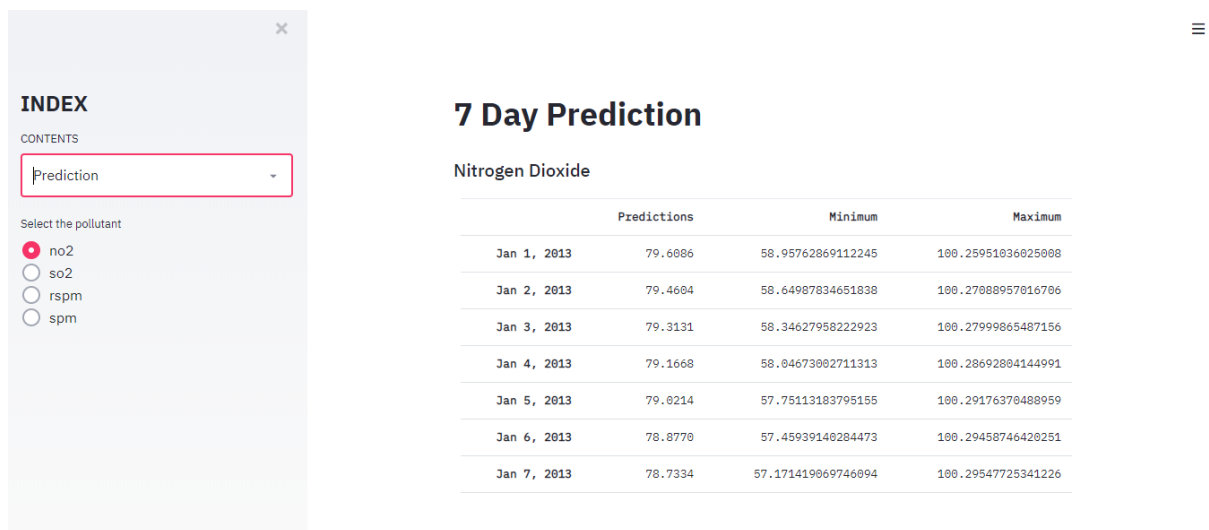 INDEX
CONTENTS
Prediction
Select the pollutant
no2
so2
rspm
spm
7 Day Prediction
Nitrogen Dioxide
Predictions Minimum Maximum
Jan 1, 2013 79.6086 58.95762869112245 100.25951036025008
Jan 2, 2013 79.4604 58.64987834651838 100.27088957016706
Jan 3, 2013 79.3131 58.34627958222923 100.27999865487156
Jan 4, 2013 79.1668 58.04673002711313 100.28692804144991
Jan 5, 2013 79.0214 57.75113183795155 100.29176370488959
Jan 6, 2013 78.8770 57.45939140284473 100.29458746420251
Jan 7, 2013 78.7334 57.171419069746094 100.29547725341226